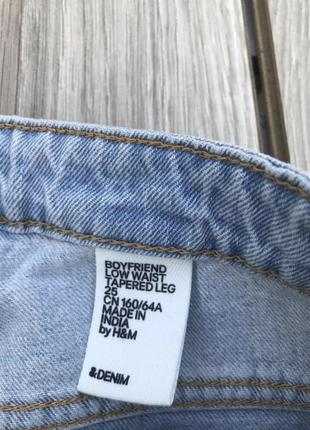 BOYFRIEND
LOW WAIST
TAPERED LEG
25
CN 160/64A
MADE IN
INDIA
by H&M
&DENIM